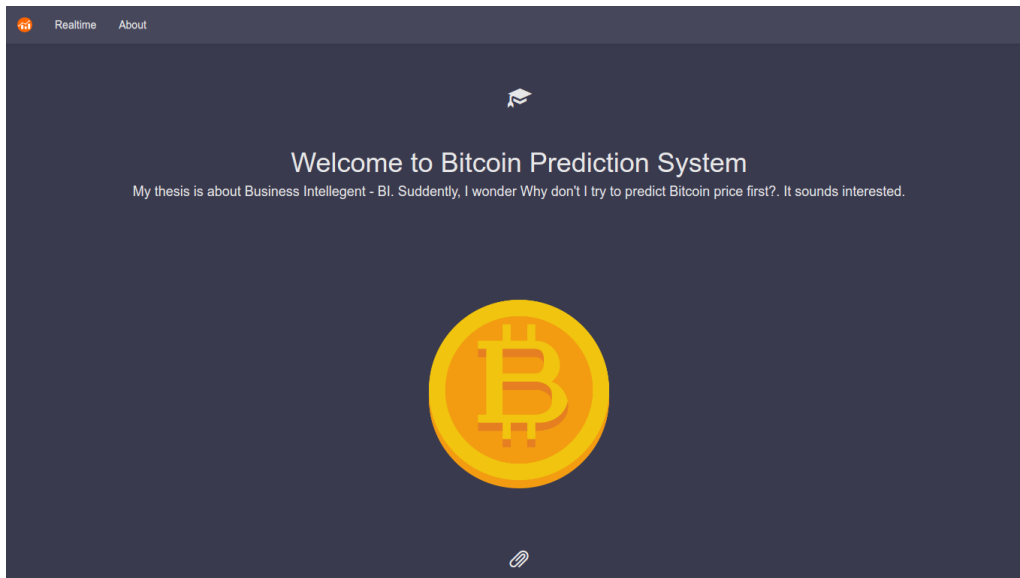 Realtime About
Welcome to Bitcoin Prediction System
My thesis is about Business Intellegent - BI. Suddently, I wonder Why don't I try to predict Bitcoin price first?. It sounds interested.